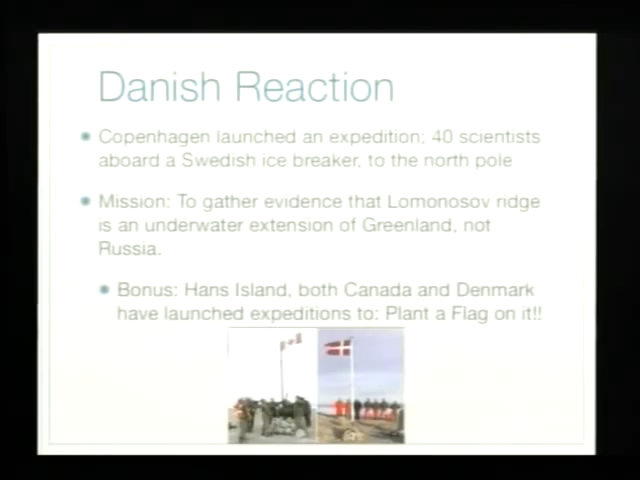 Danish Reaction
Copenhagen launched an expedition; 40 scientists
aboard a Swedish ice breaker, to the north pole
Mission: To gather evidence that Lomonosov ridge
is an underwater extension of Greenland, not
Russia.
Bonus: Hans Island, both Canada and Denmark
have launched expeditions to: Plant a Flag on it!!